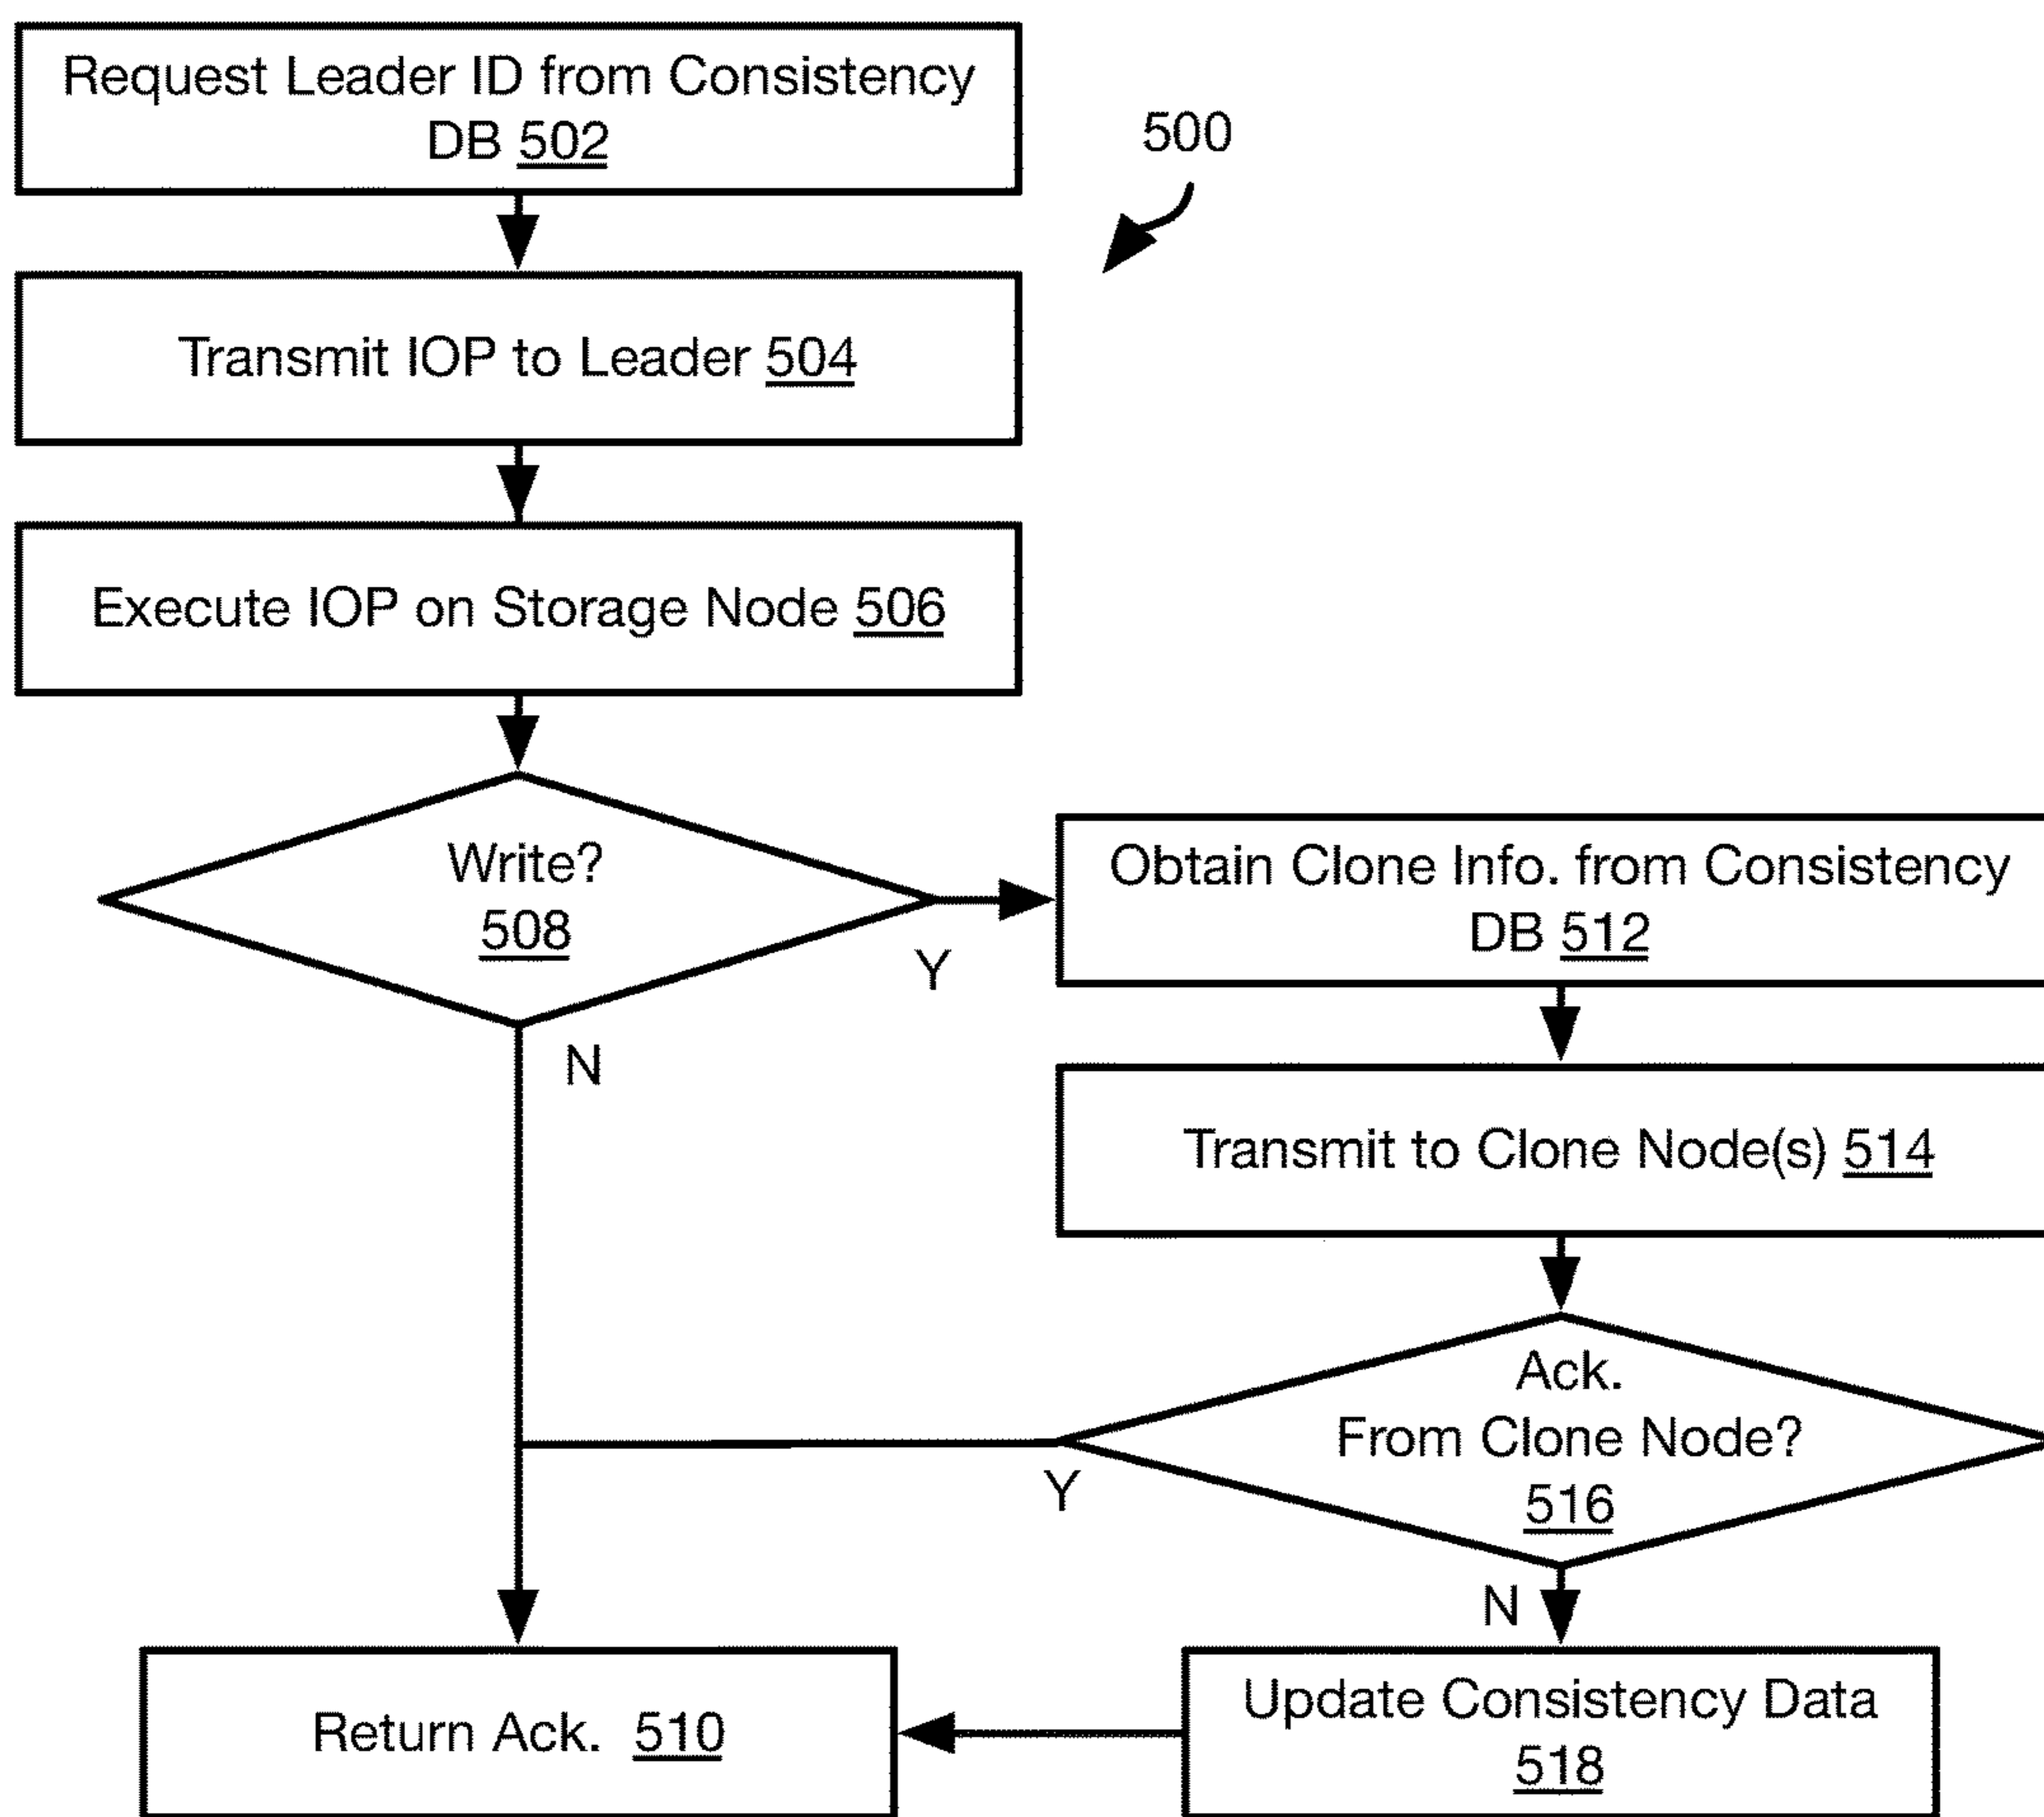 Request Leader ID from Consistency
DB 502
500
Transmit IOP to Leader 504
Execute IOP on Storage Node 506
Write?
508
Y
N
Obtain Clone Info. from Consistency
DB 512
Transmit to Clone Node(s) 514
Ack.
From Clone Node?
516
Y
N
Return Ack. 510
Update Consistency Data
518